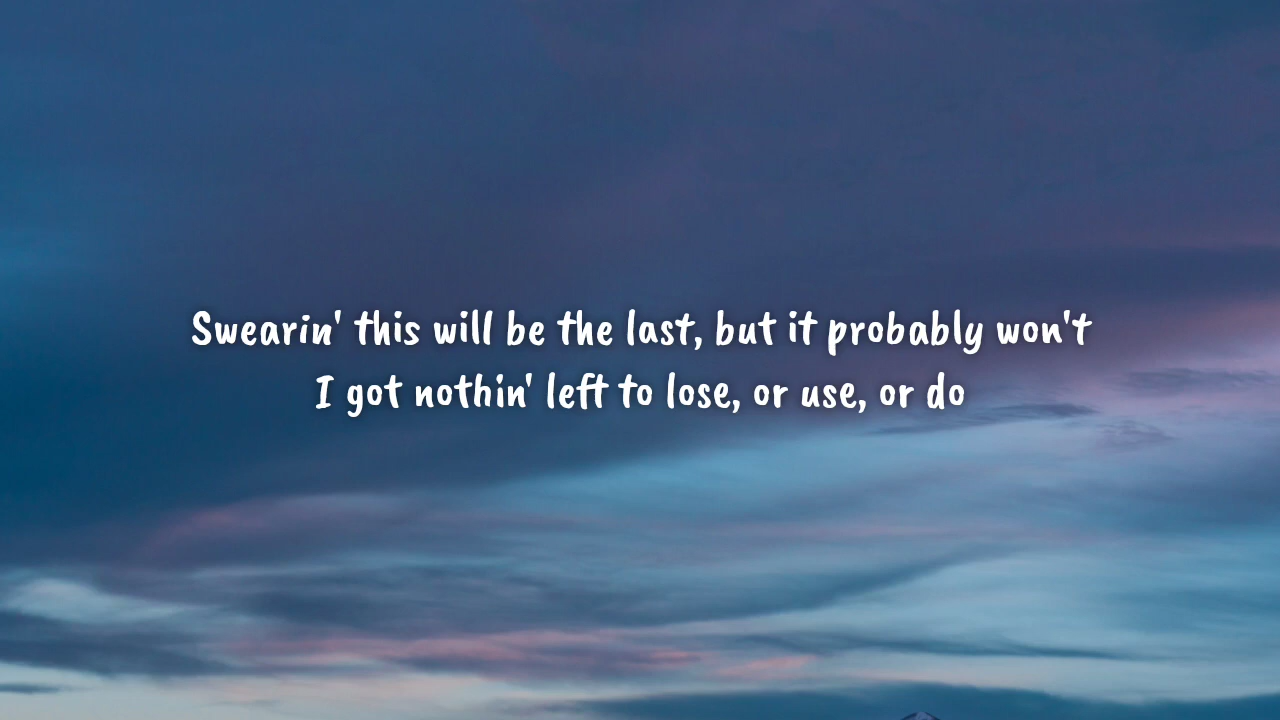 Swearin' this will be the last, but it probably won't
I got nothin' left to lose, or use, or do